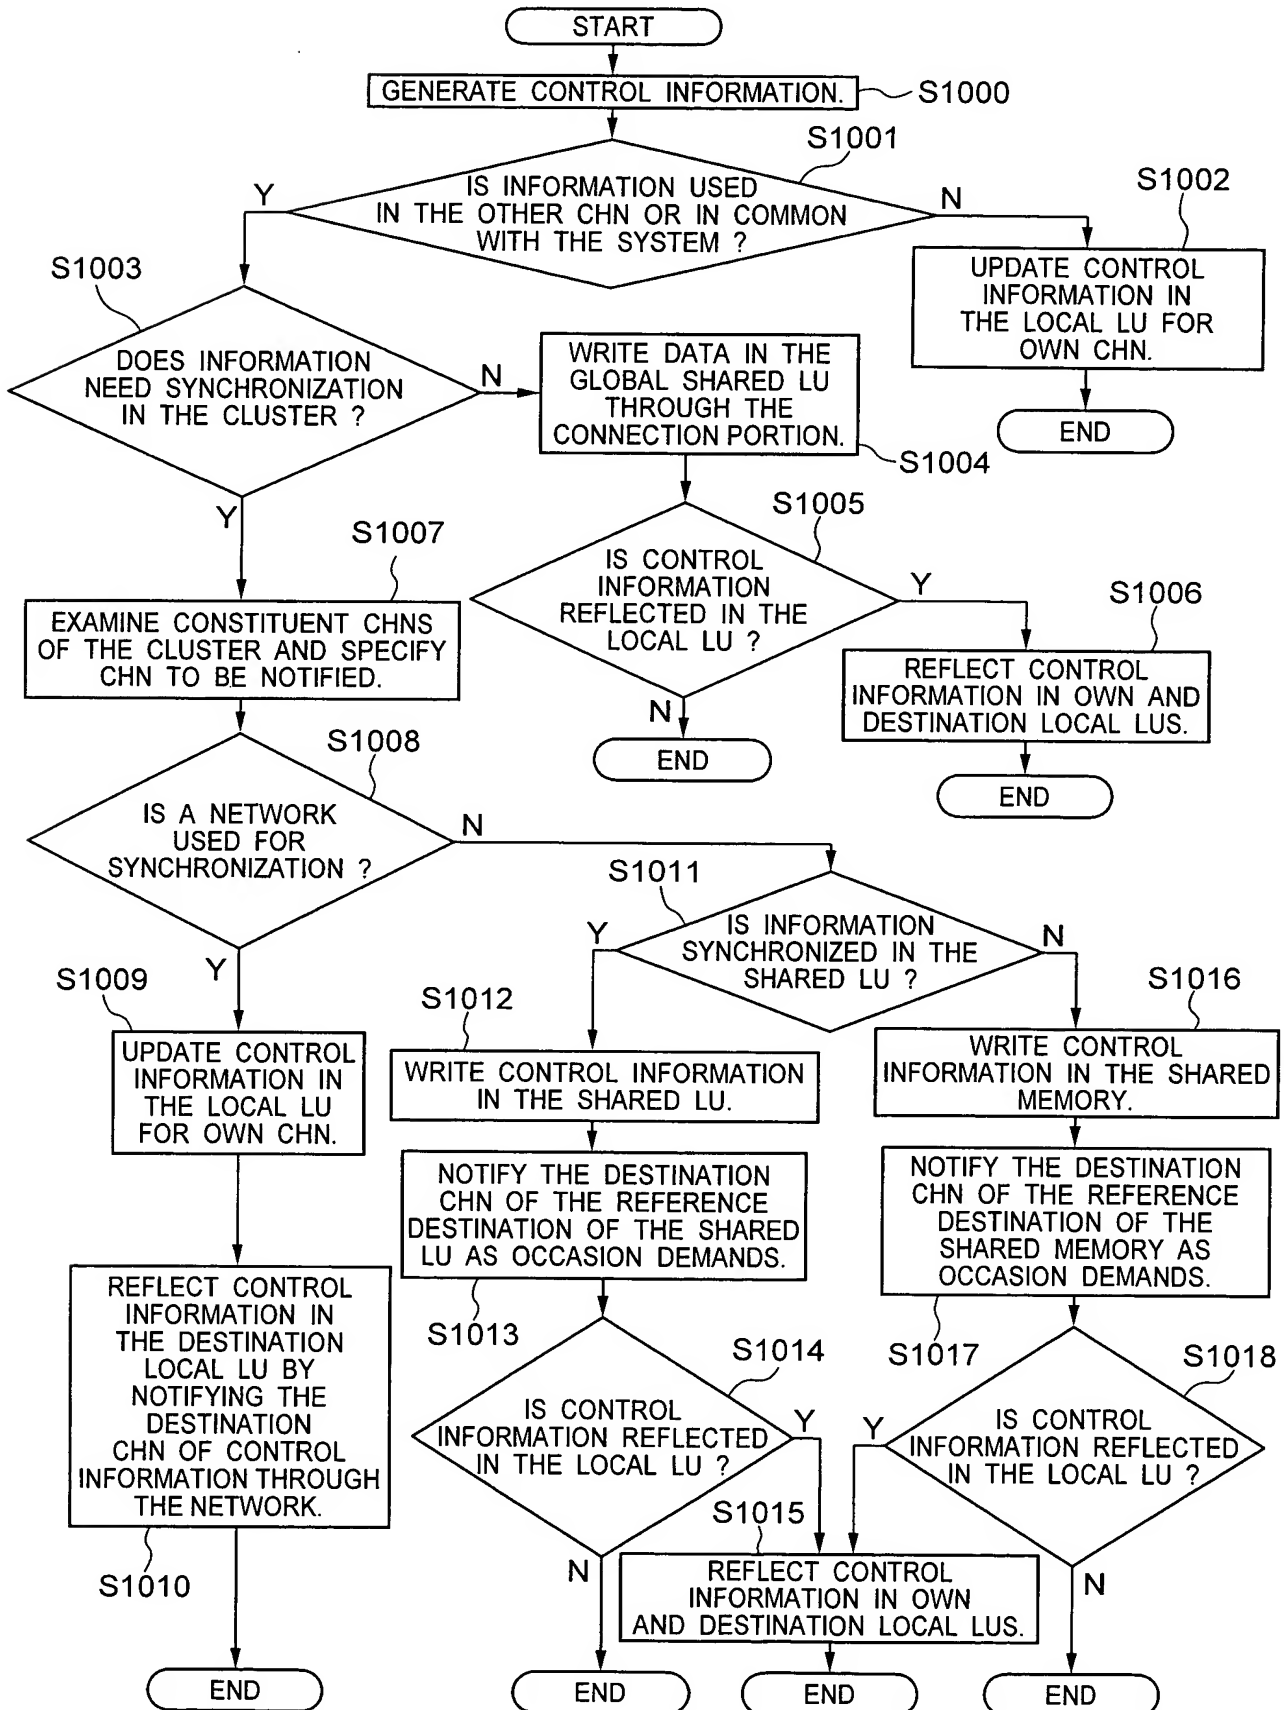 START
GENERATE CONTROL INFORMATION.
S1000
S1001
IS INFORMATION USED
IN THE OTHER CHN OR IN COMMON
WITH THE SYSTEM ?
Y
N
S1002
UPDATE CONTROL
INFORMATION IN
THE LOCAL LU FOR
OWN CHN.
END
S1003
DOES INFORMATION
NEED SYNCHRONIZATION
IN THE CLUSTER ?
N
Y
WRITE DATA IN THE
GLOBAL SHARED LU
THROUGH THE
CONNECTION PORTION.
S1004
S1005
IS CONTROL
INFORMATION
REFLECTED IN THE
LOCAL LU ?
Y
N
END
S1006
REFLECT CONTROL
INFORMATION IN OWN AND
DESTINATION LOCAL LUS.
END
S1007
EXAMINE CONSTITUENT CHNS
OF THE CLUSTER AND SPECIFY
CHN TO BE NOTIFIED.
S1008
IS A NETWORK
USED FOR
SYNCHRONIZATION ?
N
Y
S1009
UPDATE CONTROL
INFORMATION IN
THE LOCAL LU
FOR OWN CHN.
REFLECT CONTROL
INFORMATION IN
THE DESTINATION
LOCAL LU BY
NOTIFYING THE
DESTINATION
CHN OF CONTROL
INFORMATION THROUGH
THE NETWORK.
S1010
END
S1011
IS INFORMATION
SYNCHRONIZED IN THE
SHARED LU ?
Y
N
S1012
WRITE CONTROL INFORMATION
IN THE SHARED LU.
NOTIFY THE DESTINATION
CHN OF THE REFERENCE
DESTINATION OF THE SHARED
LU AS OCCASION DEMANDS.
S1013
S1014
IS CONTROL
INFORMATION REFLECTED
IN THE LOCAL LU ?
Y
N
END
S1015
REFLECT CONTROL
INFORMATION IN OWN
AND DESTINATION LOCAL LUS.
END
S1016
WRITE CONTROL
INFORMATION IN THE SHARED
MEMORY.
NOTIFY THE DESTINATION
CHN OF THE REFERENCE
DESTINATION OF THE
SHARED MEMORY AS
OCCASION DEMANDS.
S1017
S1018
IS CONTROL
INFORMATION REFLECTED
IN THE LOCAL LU ?
Y
N
END